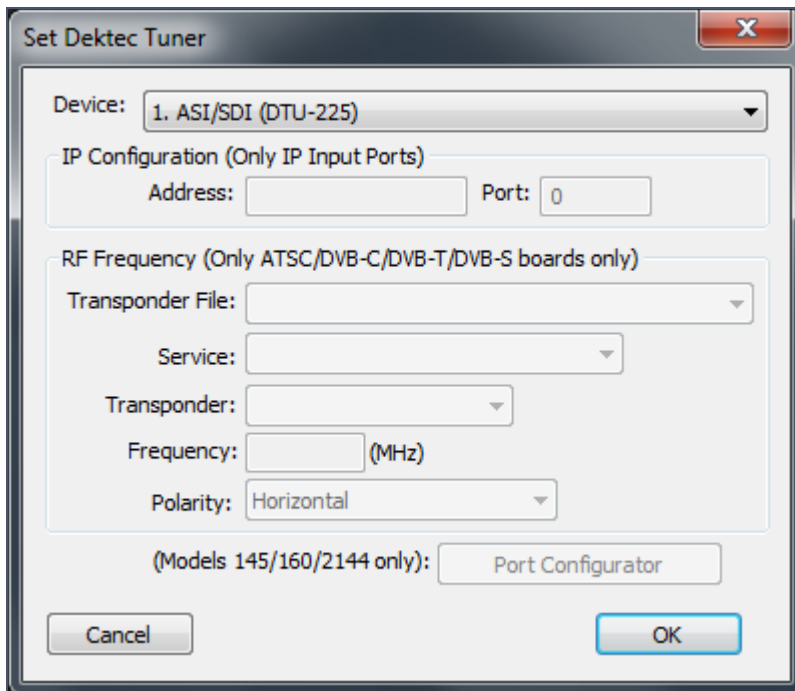 Set Dektec Tuner
Device: 1. ASI/SDI (DTU-225)
IP Configuration (Only IP Input Ports)
Address: Port: 0
RF Frequency (Only ATSC/DVB-C/DVB-T/DVB-S boards only)
Transponder File:
Service:
Transponder:
Frequency: (MHz)
Polarity: Horizontal
(Models 145/160/2144 only): Port Configurator
Cancel OK